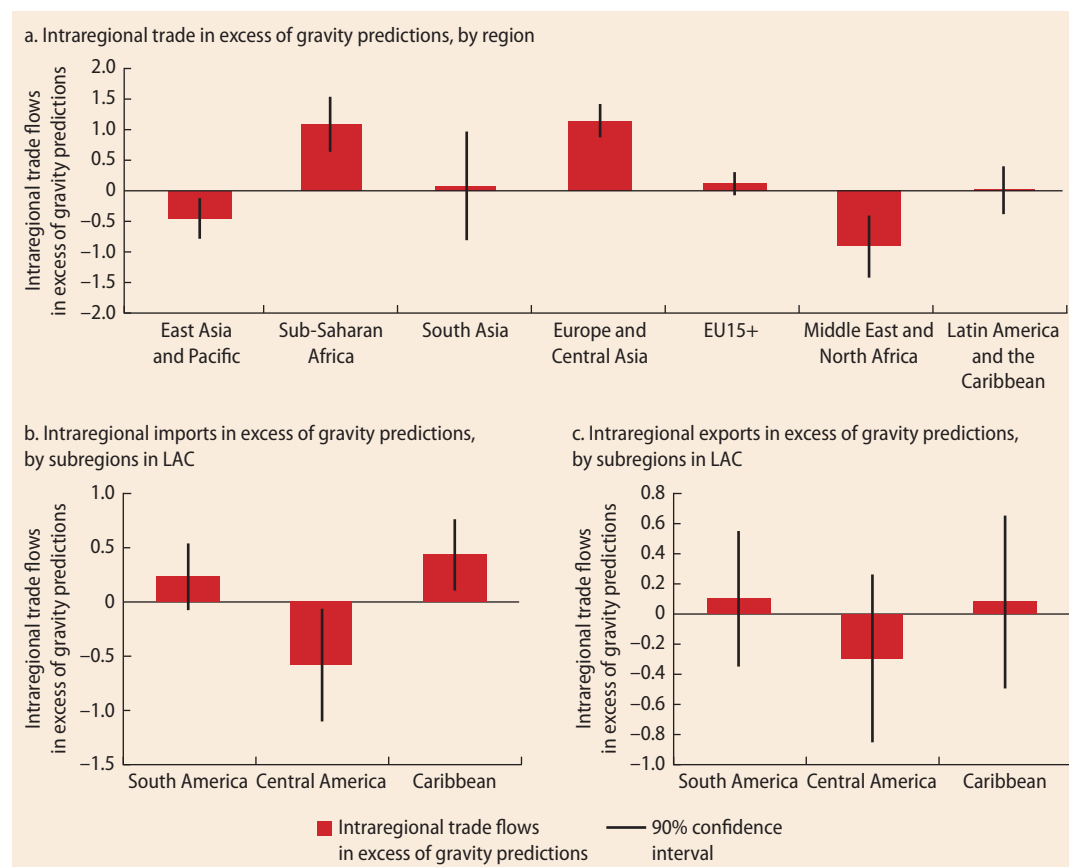 a. Intraregional trade in excess of gravity predictions, by region
Intraregional trade flows
in excess of gravity predictions
2.0
1.5
1.0
0.5
0
–0.5
–1.0
–1.5
–2.0
East Asia
and Pacific
Sub-Saharan
Africa
South Asia
Europe and
Central Asia
EU15+
Middle East and
North Africa
Latin America
and the
Caribbean
b. Intraregional imports in excess of gravity predictions,
by subregions in LAC
Intraregional trade flows
in excess of gravity predictions
1.0
0.5
0
–0.5
–1.0
–1.5
South America
Central America
Caribbean
c. Intraregional exports in excess of gravity predictions,
by subregions in LAC
Intraregional trade flows
in excess of gravity predictions
0.8
0.6
0.4
0.2
0
–0.2
–0.4
–0.6
–0.8
–1.0
South America
Central America
Caribbean
Intraregional trade flows
in excess of gravity predictions
90% confidence
interval